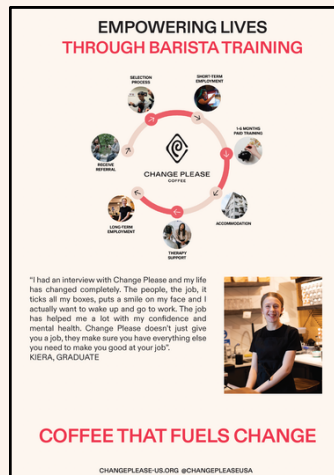 EMPOWERING LIVES
THROUGH BARISTA TRAINING
SELECTION
PROCESS
SHORT-TERM
EMPLOYMENT
1-6 MONTHS
PAID TRAINING
ACCOMMODATION
THERAPY
SUPPORT
LONG TERM
EMPLOYMENT
RECEIVE
REFERRAL
CHANGE PLEASE
COFFEE
"I had an interview with Change Please and my life
has changed completely. The people, the job, it
ticks all my boxes, puts a smile on my face and I
actually want to wake up and go to work. The job
has helped me a lot with my confidence and
mental health. Change Please doesn't just give
you a job, they make sure you have everything else
you need to make you good at your job".
KIERA, GRADUATE
COFFEE THAT FUELS CHANGE
CHANGEPLEASE-US.ORG @CHANGEPLEASEUSA